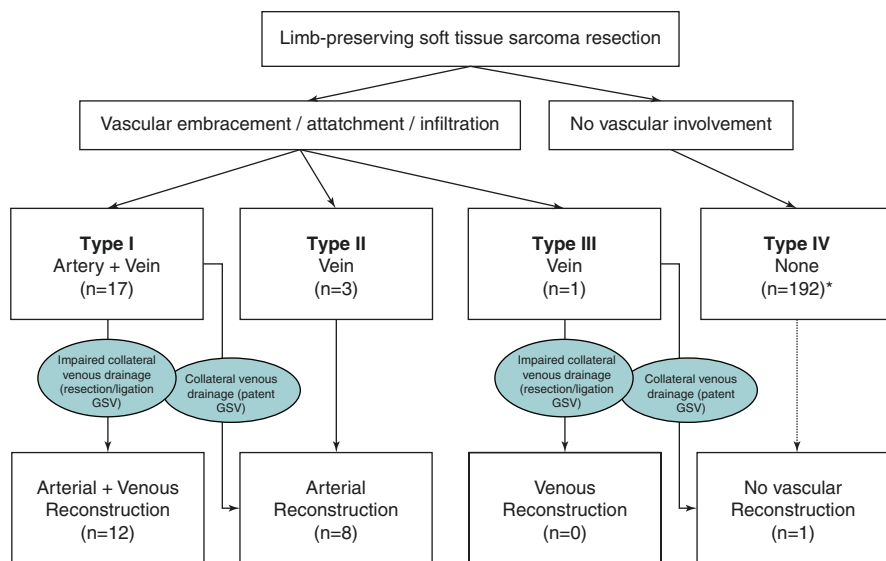 Limb-preserving soft tissue sarcoma resection
Vascular embracement / attatchment / infiltration
No vascular involvement
Type I
Artery + Vein
(n=17)
Type II
Vein
(n=3)
Type III
Vein
(n=1)
Type IV
None
(n=192)*
Impaired collateral
venous drainage
(resection/ligation
GSV)
Collateral venous
drainage (patent
GSV)
Impaired collateral
venous drainage
(resection/ligation
GSV)
Collateral venous
drainage (patent
GSV)
Arterial + Venous
Reconstruction
(n=12)
Arterial
Reconstruction
(n=8)
Venous
Reconstruction
(n=0)
No vascular
Reconstruction
(n=1)